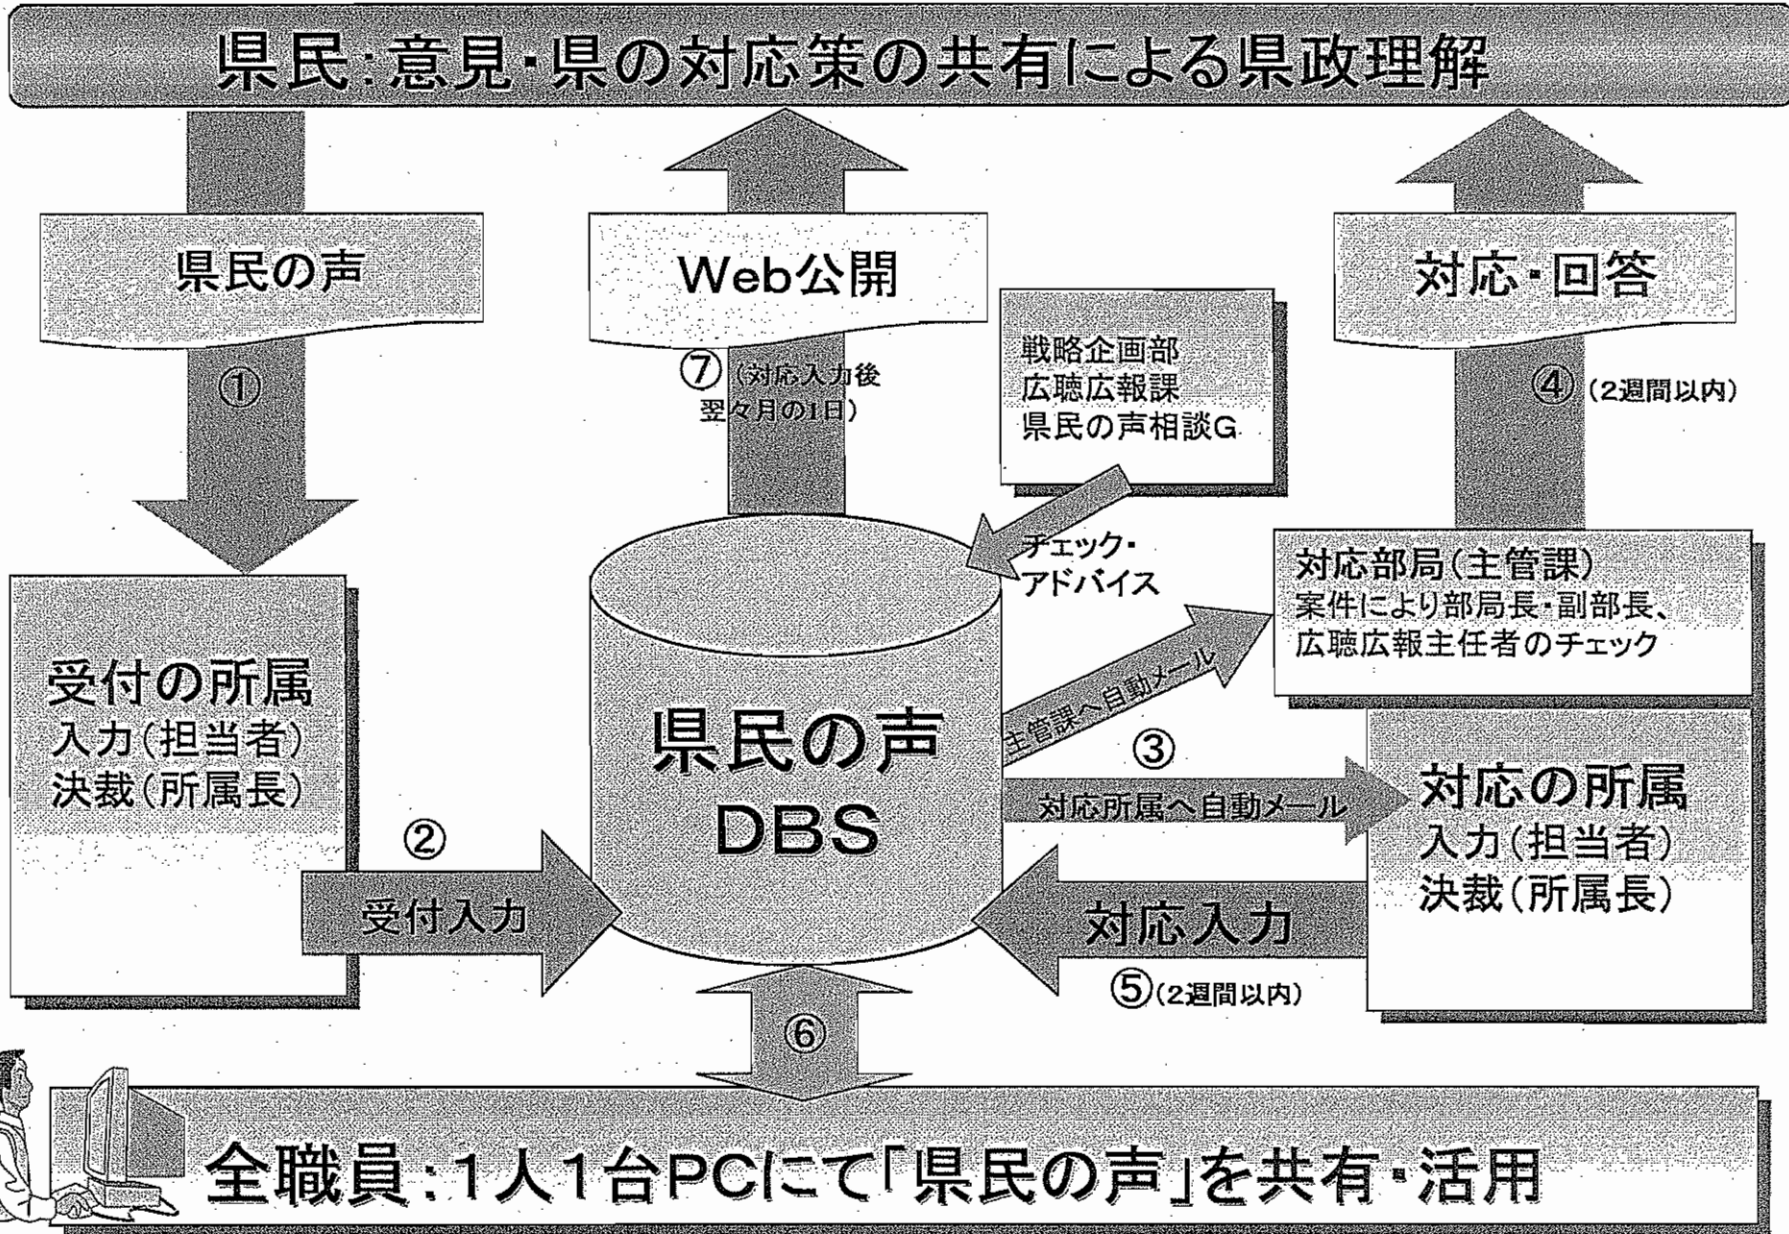 県民:意見・県の対応策の共有による県政理解
県民の声
①
Web公開
⑦(対応入力後
翌々月の1日)
戦略企画部
広聴広報課
県民の声相談G
チェック・
アドバイス
対応・回答
④(2週間以内)
受付の所属
入力(担当者)
決裁(所属長)
②
受付入力
県民の声
DBS
主管課へ自動メール
③
対応所属へ自動メール
対応部局(主管課)
案件により部局長・副部長、
広聴広報主任者のチェック
対応の所属
入力(担当者)
決裁(所属長)
対応入力
⑤(2週間以内)
⑥
全職員:1人1台PCにて「県民の声」を共有・活用